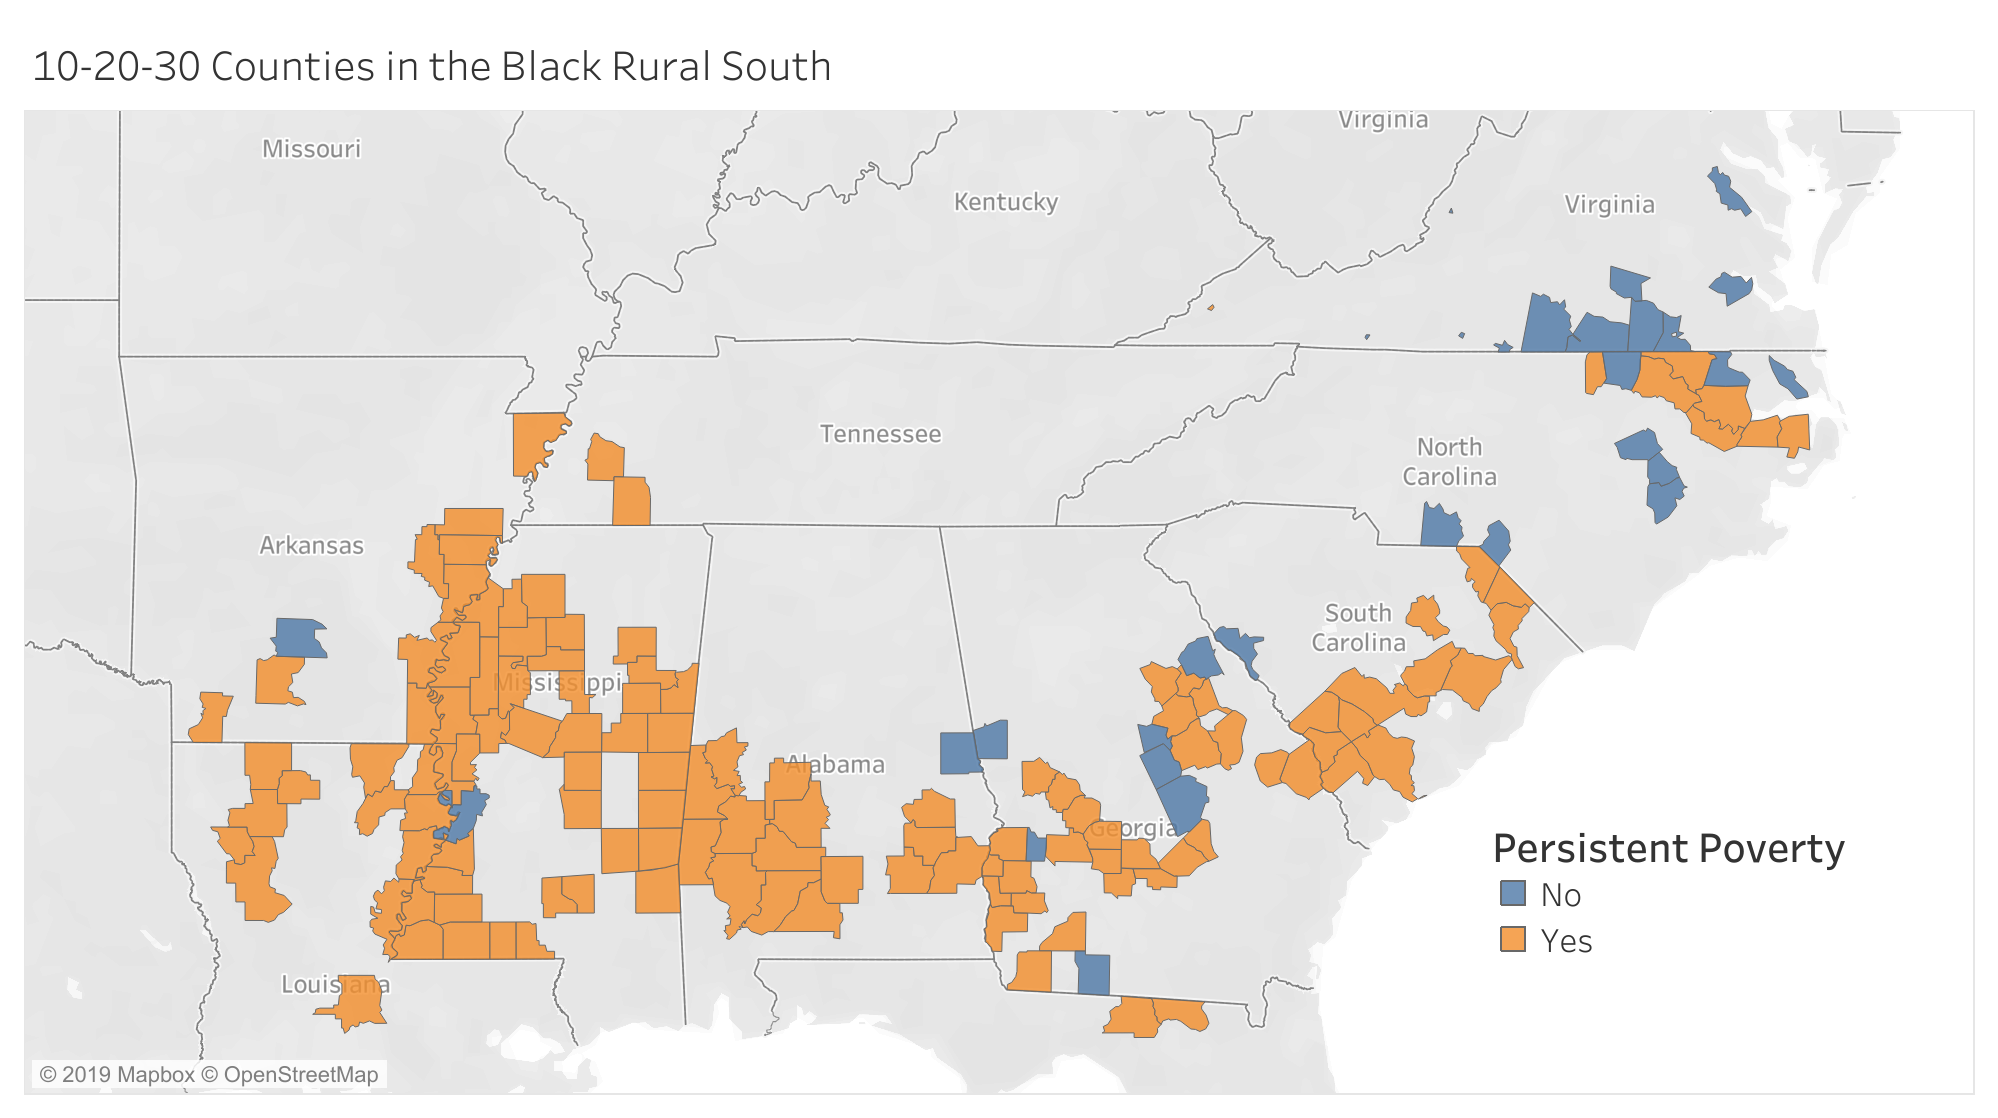 10-20-30 Counties in the Black Rural South
Virginia
Missouri
Kentucky
Virginia
Tennessee
North
Carolina
Arkansas
South
Carolina
Mississippi
Alabama
Georgia
Persistent Poverty
No
Yes
Louisiana
© 2019 Mapbox © OpenStreetMap